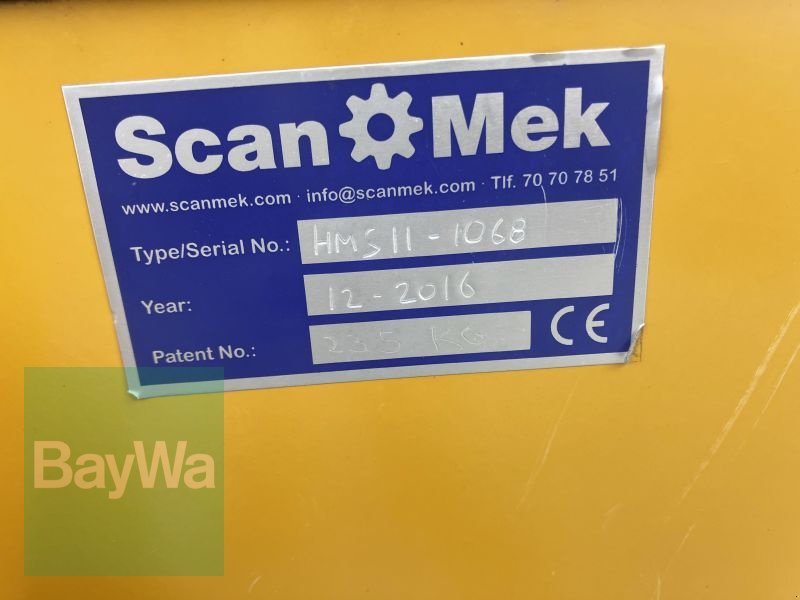 Scan Mek
www.scanmek.com · info@scanmek.com · Tlf. 70 70 78 51
Type/Serial No.: HMS11-1068
Year: 12-2016
Patent No.: 235 KG
CE
BayWa